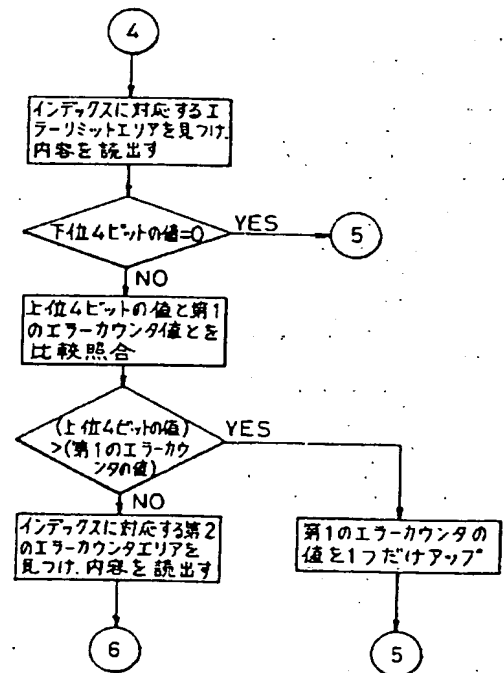 4
インデックスに対応するエ
ラーリミットエリアを見つけ,
内容を読出す
下位4ビットの値=0
YES
5
NO
上位4ビットの値と第1
のエラーカウンタ値とを
比較照合
(上位4ビットの値)
>(第1のエラーカウ
ンタの値)
YES
NO
インデックスに対応する第2
のエラーカウンタエリアを
見つけ,内容を読出す
第1のエラーカウンタの
値を1つだけアップ
6
5